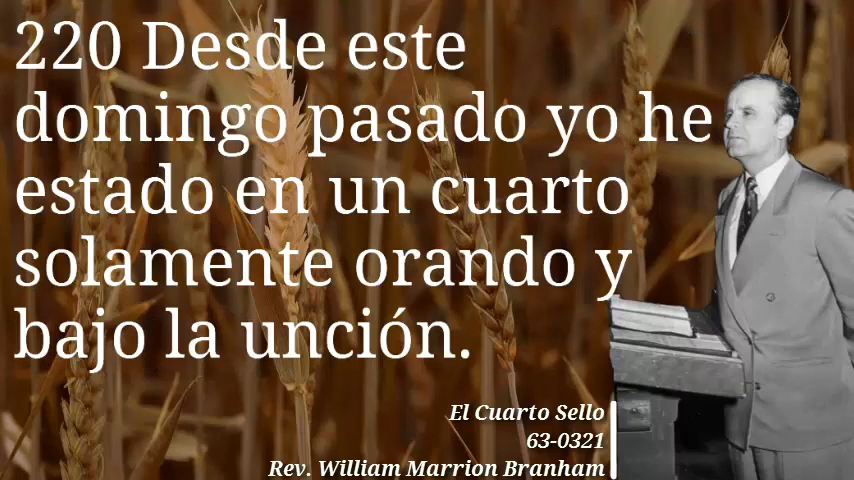 220 Desde este
domingo pasado yo he
estado en un cuarto
solamente orando y
bajo la unción.
El Cuarto Sello
63-0321
Rev. William Marrion Branham